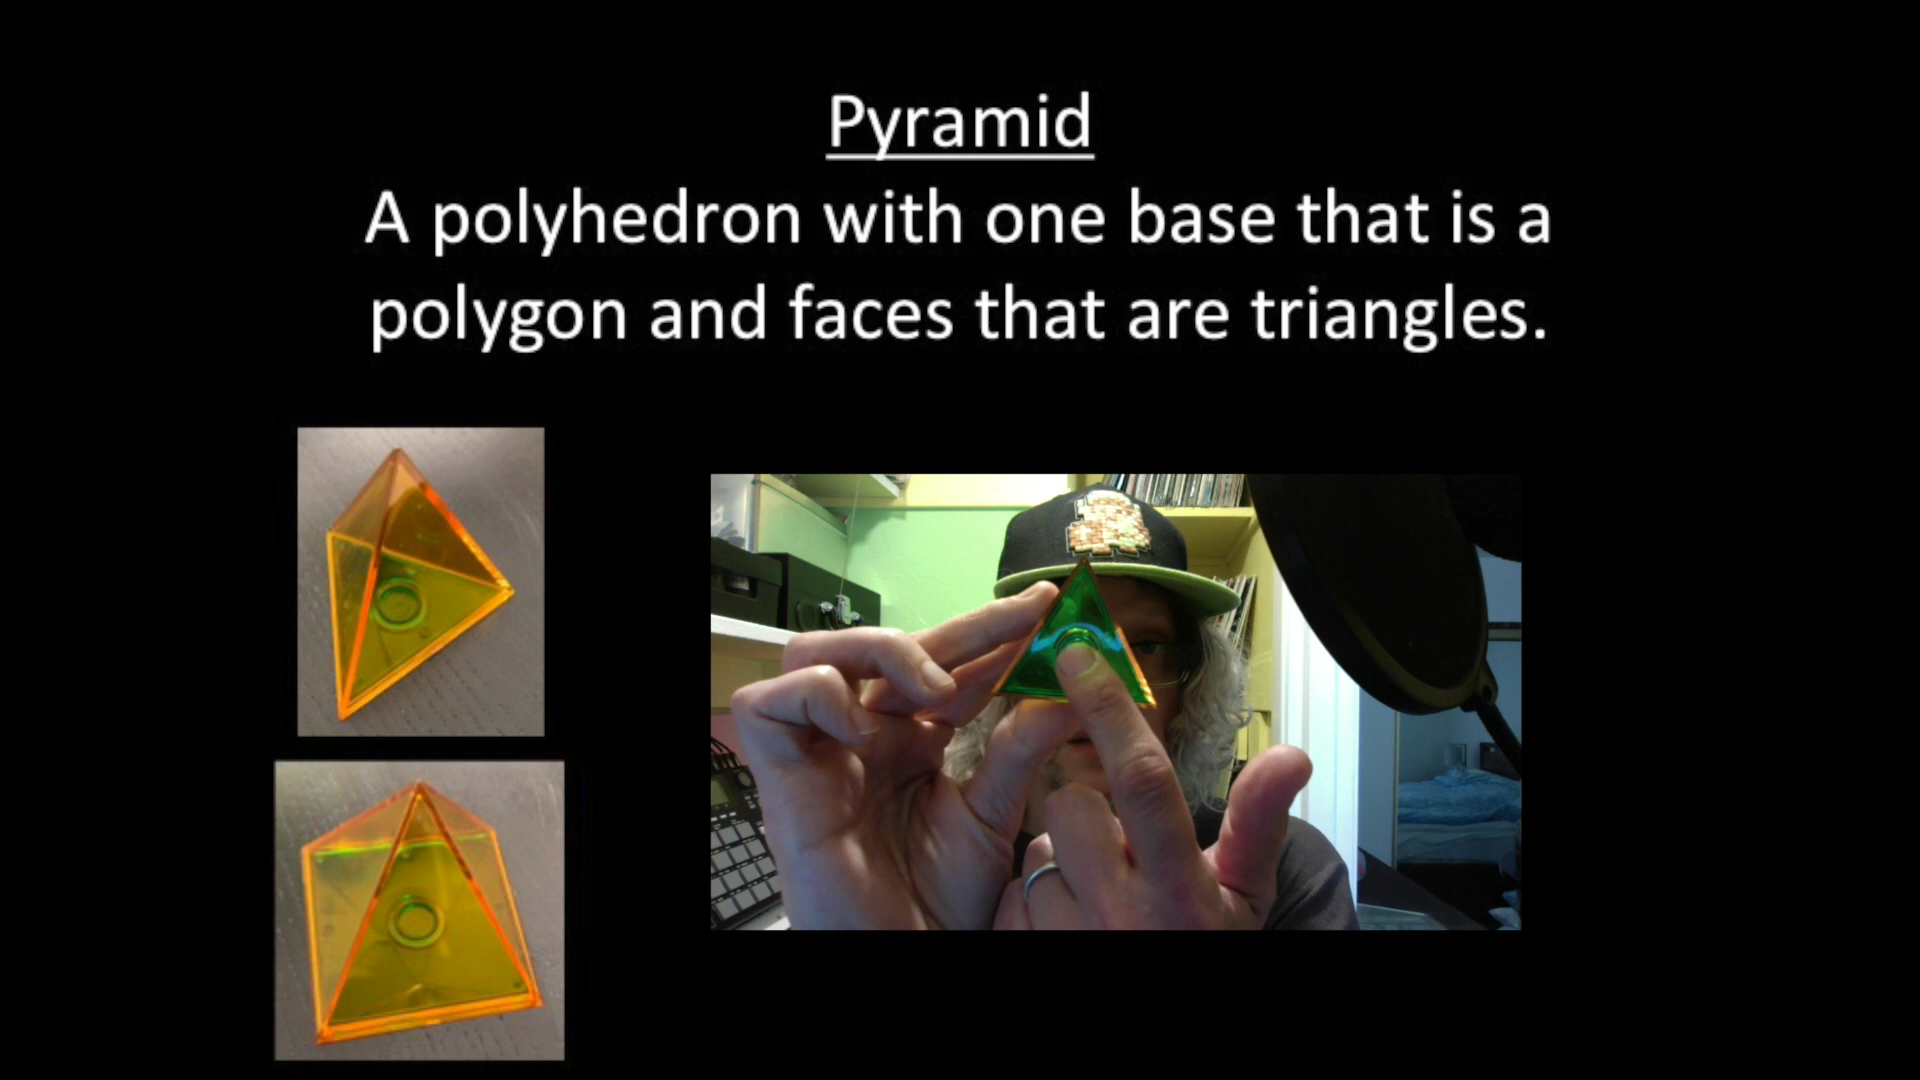 Pyramid
A polyhedron with one base that is a
polygon and faces that are triangles.